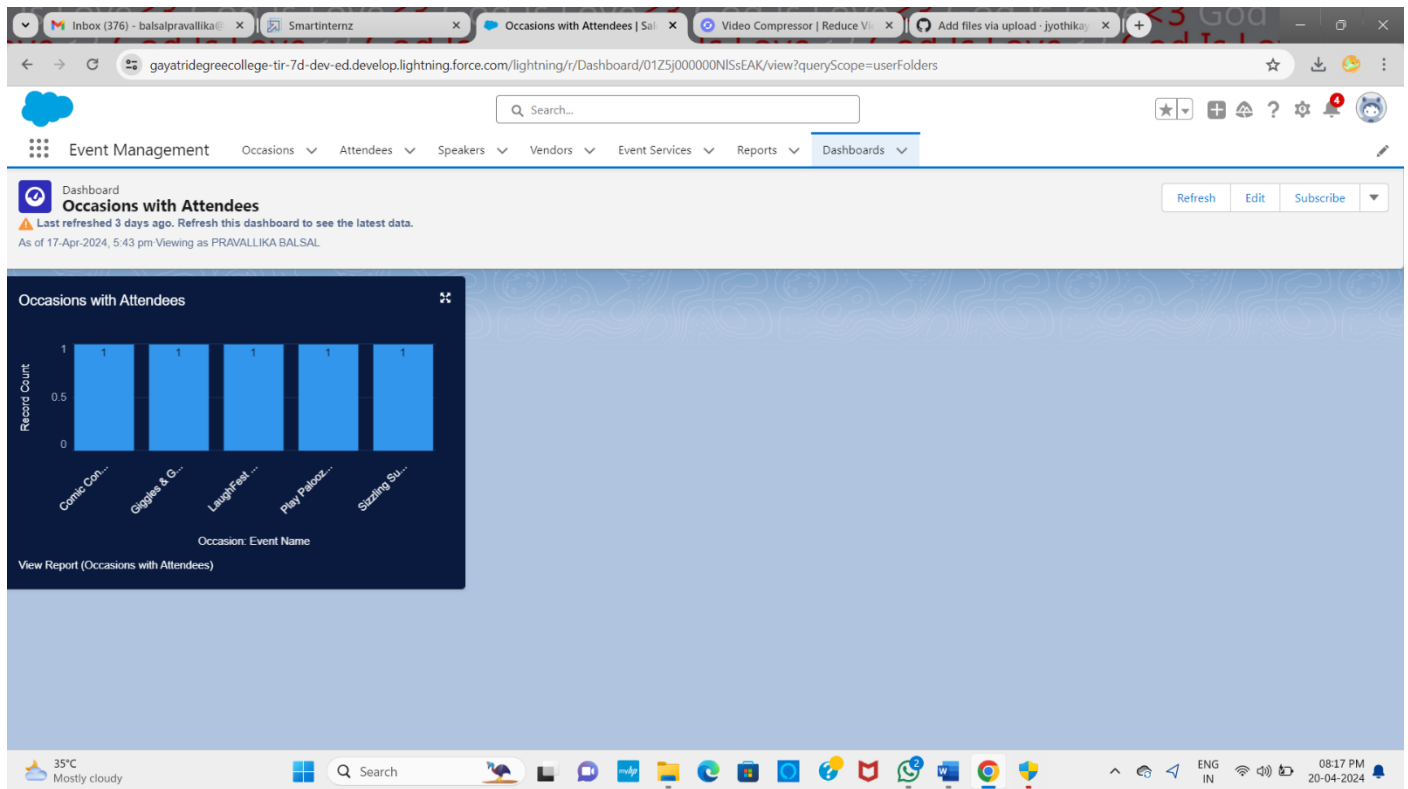 Inbox (376) - balsalpravallika@
Smartinternz
Occasions with Attendees | Sal
Video Compressor | Reduce Vi
Add files via upload · jyothikay
<3 God
gayatridegreecollege-tir-7d-dev-ed.develop.lightning.force.com/lightning/r/Dashboard/01Z5j000000NlSsEAK/view?queryScope=userFolders
Search...
4
Event Management
Occasions
Attendees
Speakers
Vendors
Event Services
Reports
Dashboards
Dashboard
Occasions with Attendees
Last refreshed 3 days ago. Refresh this dashboard to see the latest data.
As of 17-Apr-2024, 5:43 pm·Viewing as PRAVALLIKA BALSAL
Refresh
Edit
Subscribe
Occasions with Attendees
Record Count
1
0.5
0
1 1 1 1 1
Comic Con...
Giggles & G...
LaughFest ...
Play Palooz...
Sizzling Su...
Occasion: Event Name
View Report (Occasions with Attendees)
35°C
Mostly cloudy
Search
mvhp
2
ENG
IN
08:17 PM
20-04-2024